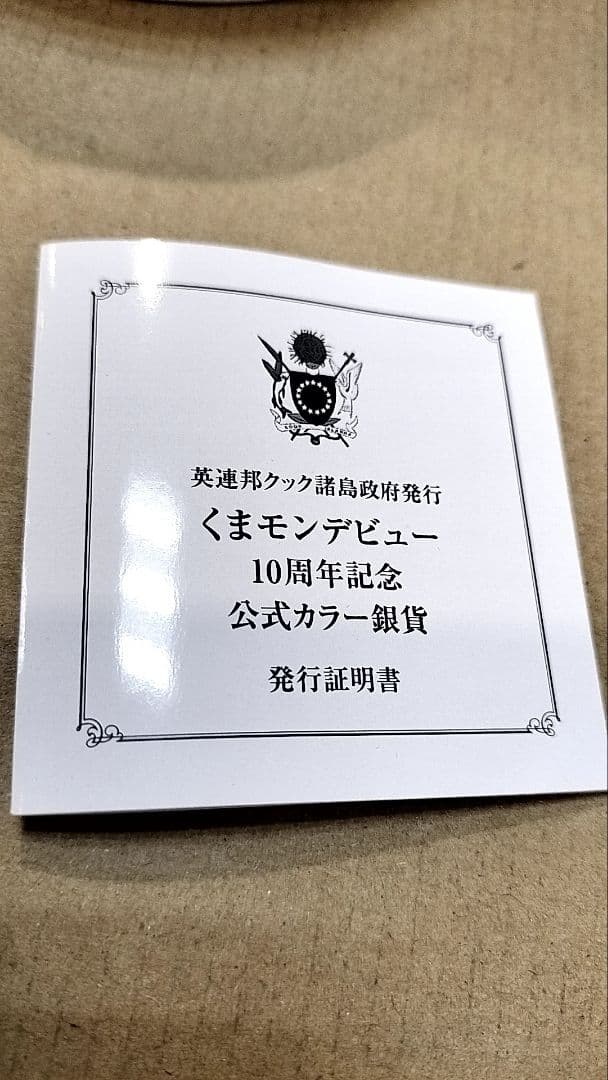 英連邦クック諸島政府発行
くまモンデビュー
10周年記念
公式カラー銀貨
発行証明書